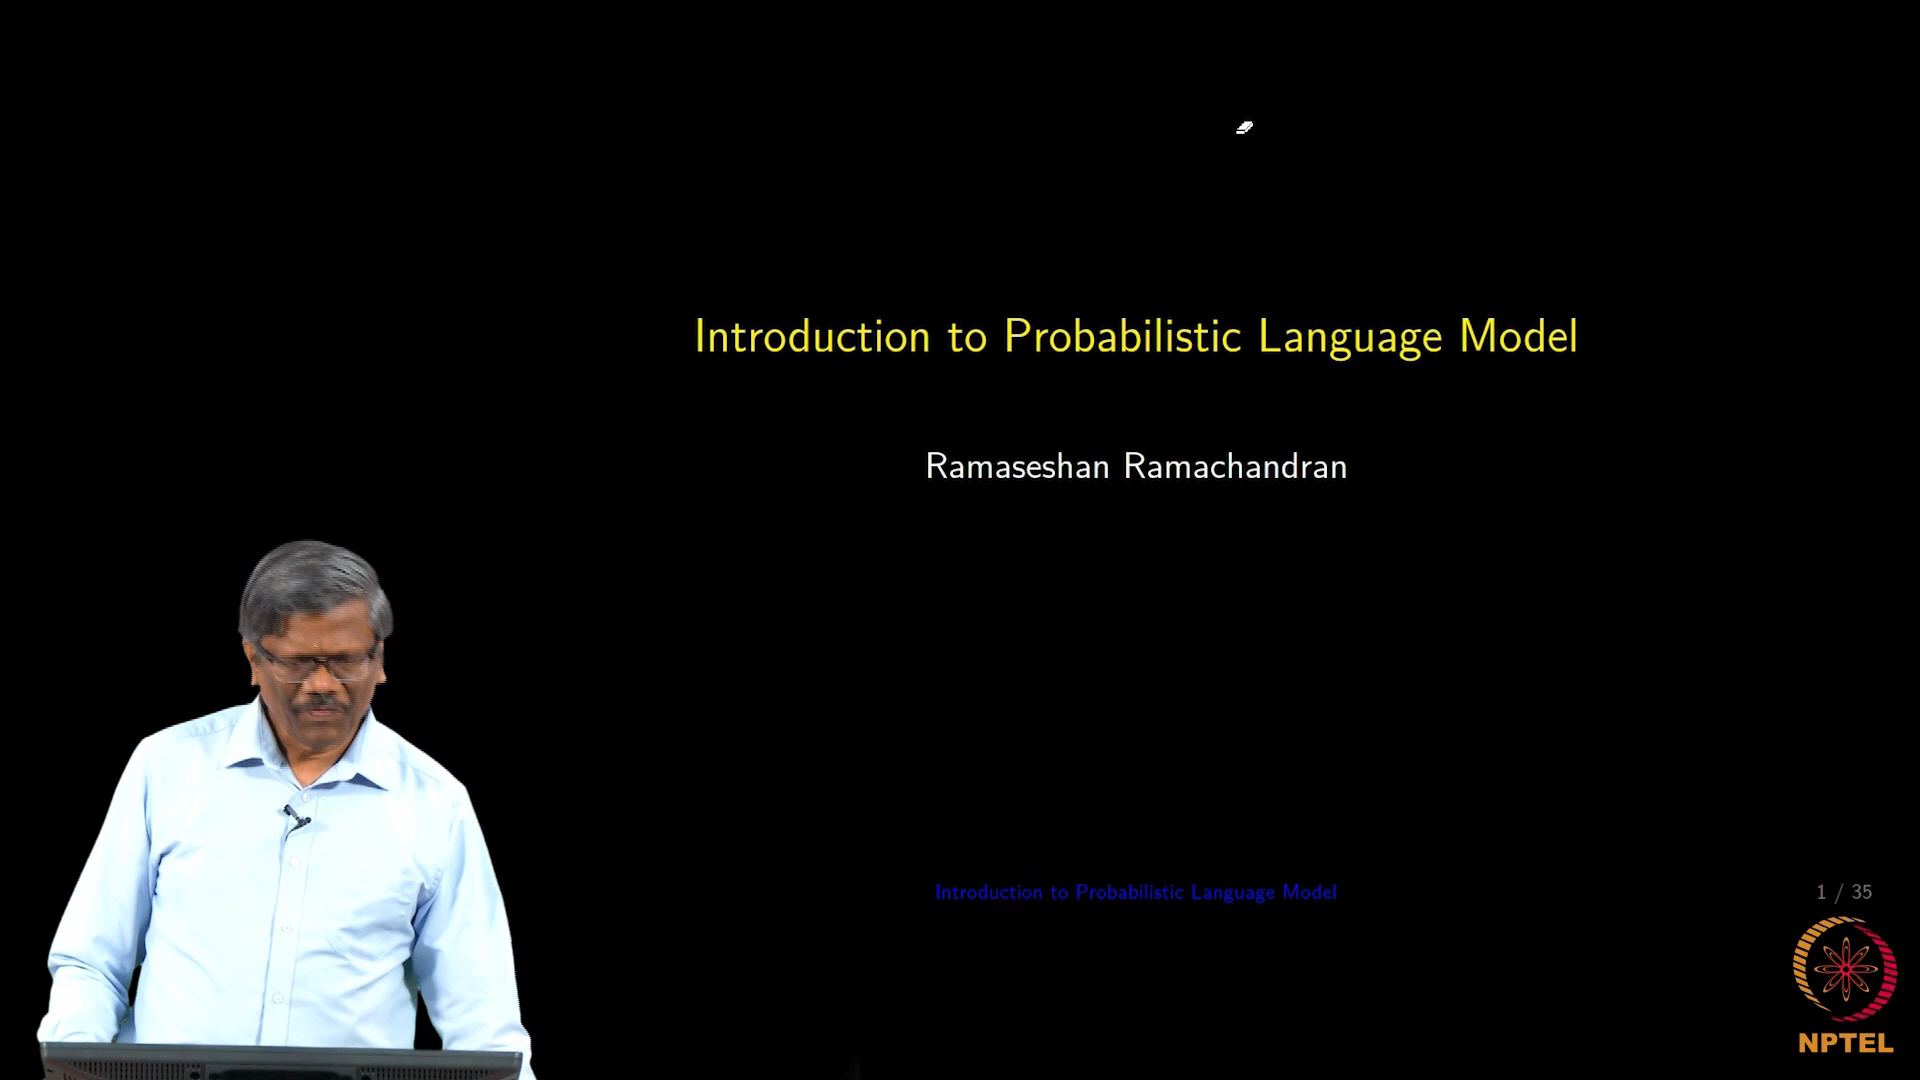 Introduction to Probabilistic Language Model
Ramaseshan Ramachandran
Introduction to Probabilistic Language Model
1 / 35
NPTEL